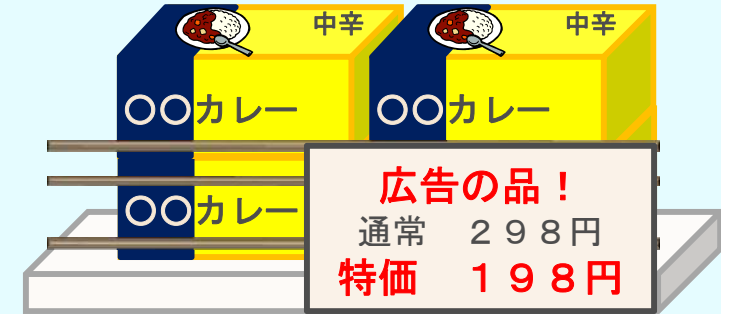 中辛
中辛
〇〇カレー
〇〇カレー
〇〇カレー
広告の品！
通常　２９８円
特価　１９８円